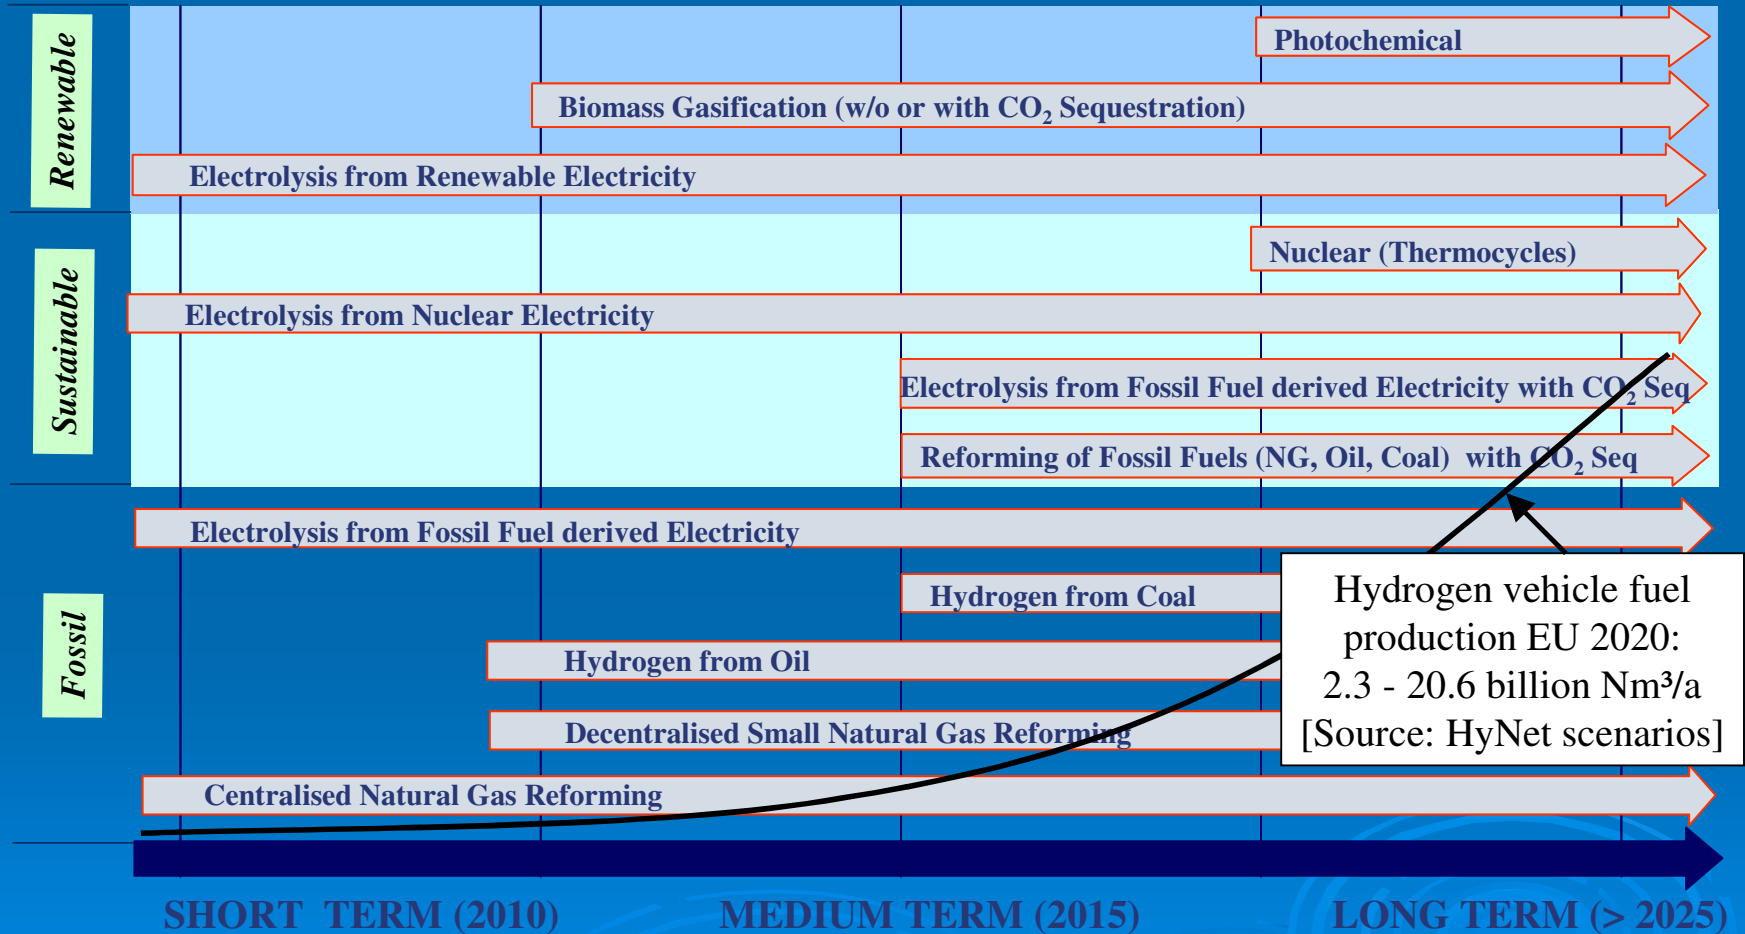 Renewable
Photochemical
Biomass Gasification (w/o or with CO₂ Sequestration)
Electrolysis from Renewable Electricity
Sustainable
Nuclear (Thermocycles)
Electrolysis from Nuclear Electricity
Electrolysis from Fossil Fuel derived Electricity with CO₂ Seq
Reforming of Fossil Fuels (NG, Oil, Coal) with CO₂ Seq
Fossil
Electrolysis from Fossil Fuel derived Electricity
Hydrogen from Coal
Hydrogen from Oil
Decentralised Small Natural Gas Reforming
Centralised Natural Gas Reforming
Hydrogen vehicle fuel
production EU 2020:
2.3 - 20.6 billion Nm³/a
[Source: HyNet scenarios]
SHORT TERM (2010) MEDIUM TERM (2015) LONG TERM (> 2025)